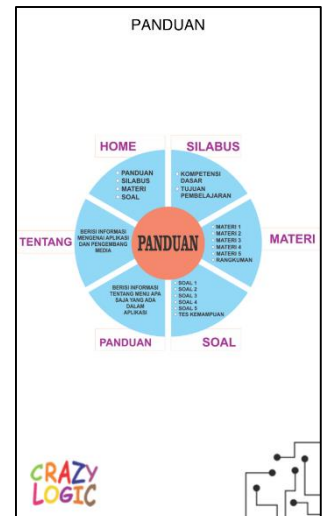 PANDUAN
HOME
PANDUAN
SILABUS
MATERI
SOAL
SILABUS
KOMPETENSI
DASAR
TUJUAN
PEMBELAJARAN
MATERI
MATERI 1
MATERI 2
MATERI 3
MATERI 4
MATERI 5
RANGKUMAN
SOAL
SOAL 1
SOAL 2
SOAL 3
SOAL 4
SOAL 5
TES KEMAMPUAN
PANDUAN
BERISI INFORMASI
TENTANG MENU APA
SAJA YANG ADA
DALAM
APLIKASI
TENTANG
BERISI INFORMASI
MENGENAI APLIKASI
DAN PENGEMBANG
MEDIA
PANDUAN
CRAZY
LOGIC